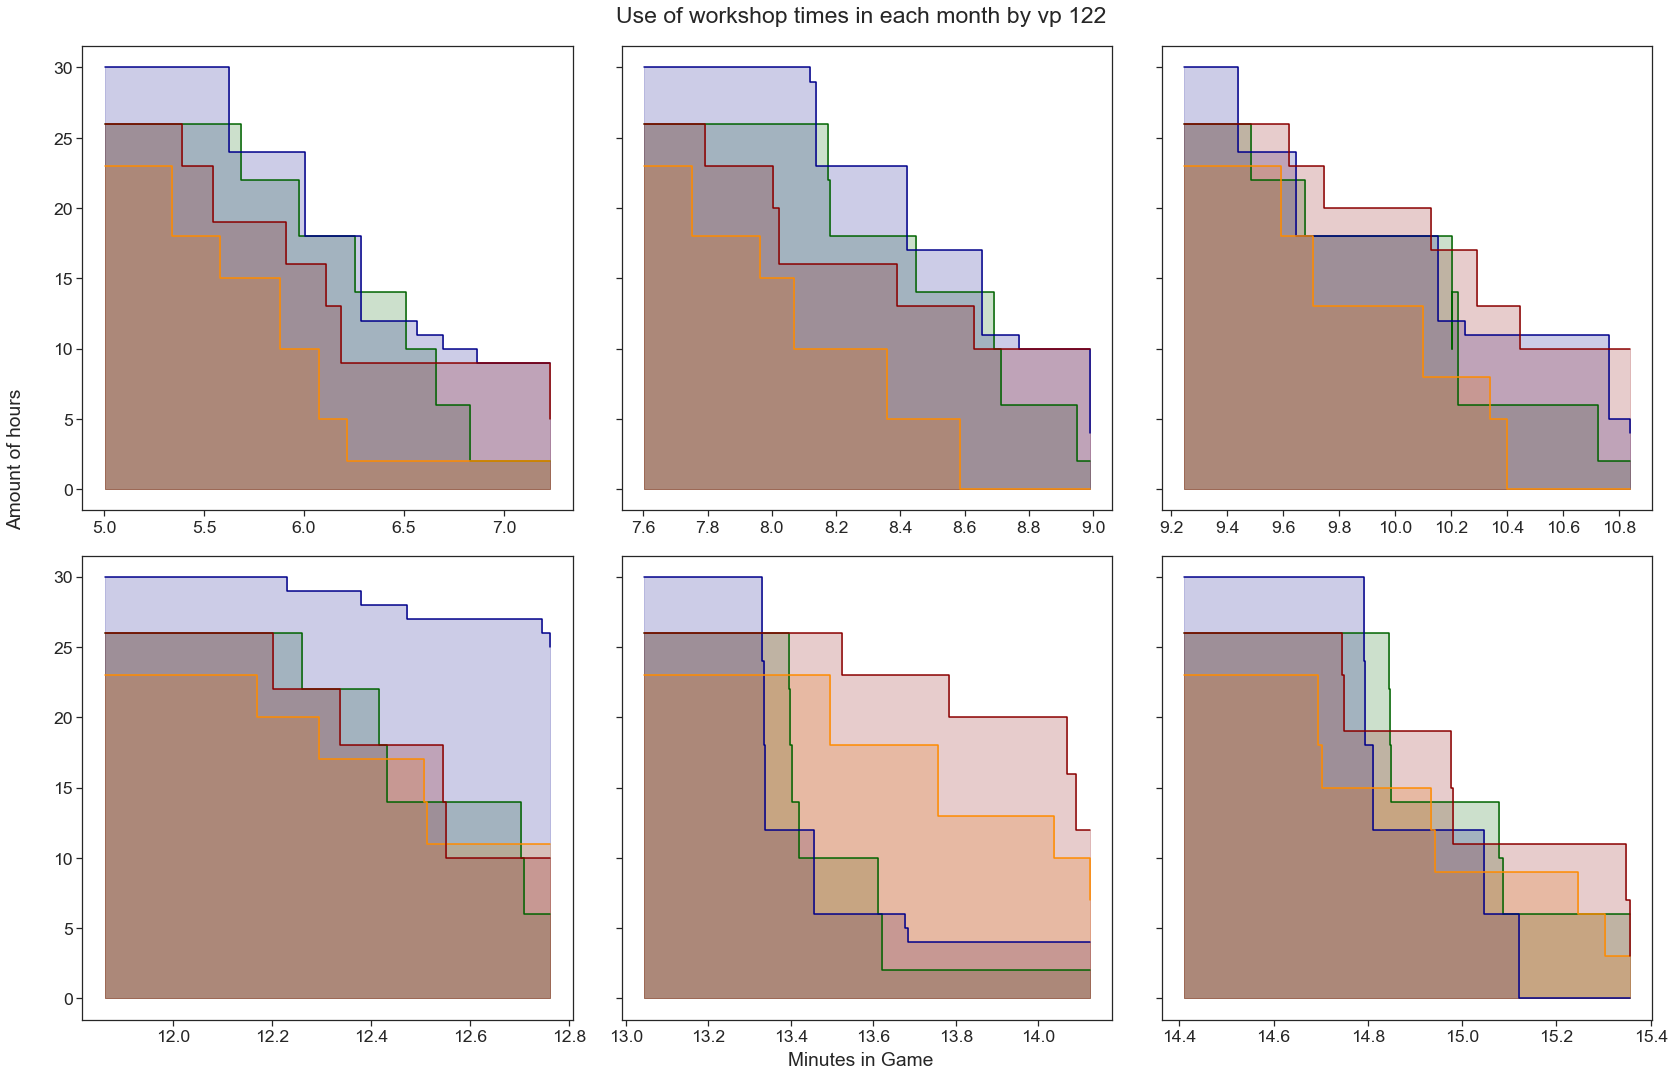 Use of workshop times in each month by vp 122
30
25
20
15
10
5
0
5.0 5.5 6.0 6.5 7.0
7.6 7.8 8.0 8.2 8.4 8.6 8.8 9.0
9.2 9.4 9.6 9.8 10.0 10.2 10.4 10.6 10.8
Amount of hours
30
25
20
15
10
5
0
12.0 12.2 12.4 12.6 12.8
13.0 13.2 13.4 13.6 13.8 14.0
14.4 14.6 14.8 15.0 15.2 15.4
Minutes in Game